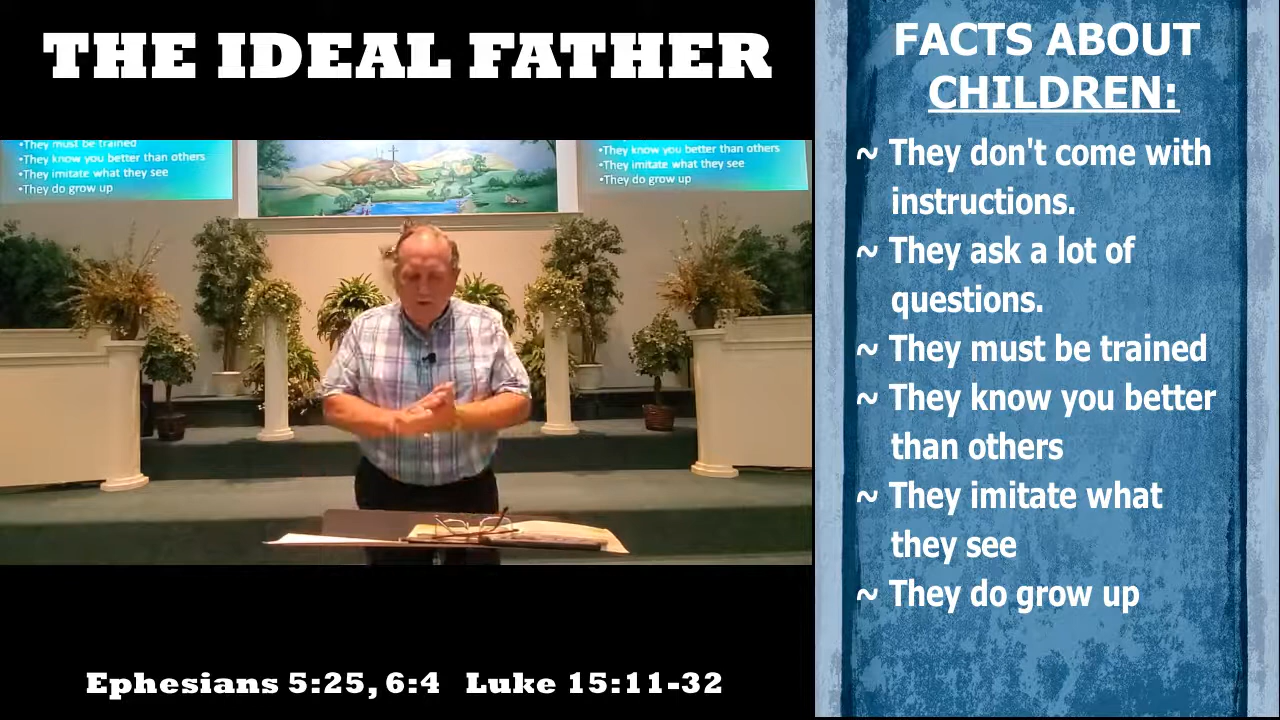 THE IDEAL FATHER
•They must be trained
•They know you better than others
•They imitate what they see
•They do grow up
•They know you better than others
•They imitate what they see
•They do grow up
Ephesians 5:25, 6:4 Luke 15:11-32
FACTS ABOUT
CHILDREN:
~ They don't come with
instructions.
~ They ask a lot of
questions.
~ They must be trained
~ They know you better
than others
~ They imitate what
they see
~ They do grow up